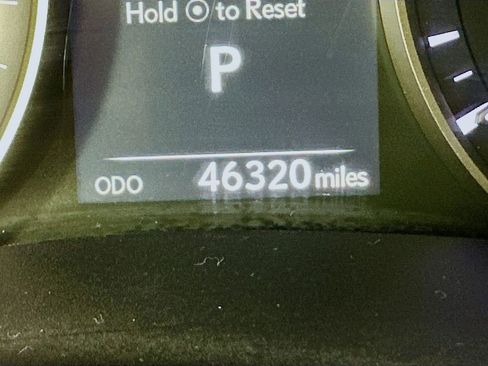 Hold ⊙ to Reset
P
ODO 46320 miles